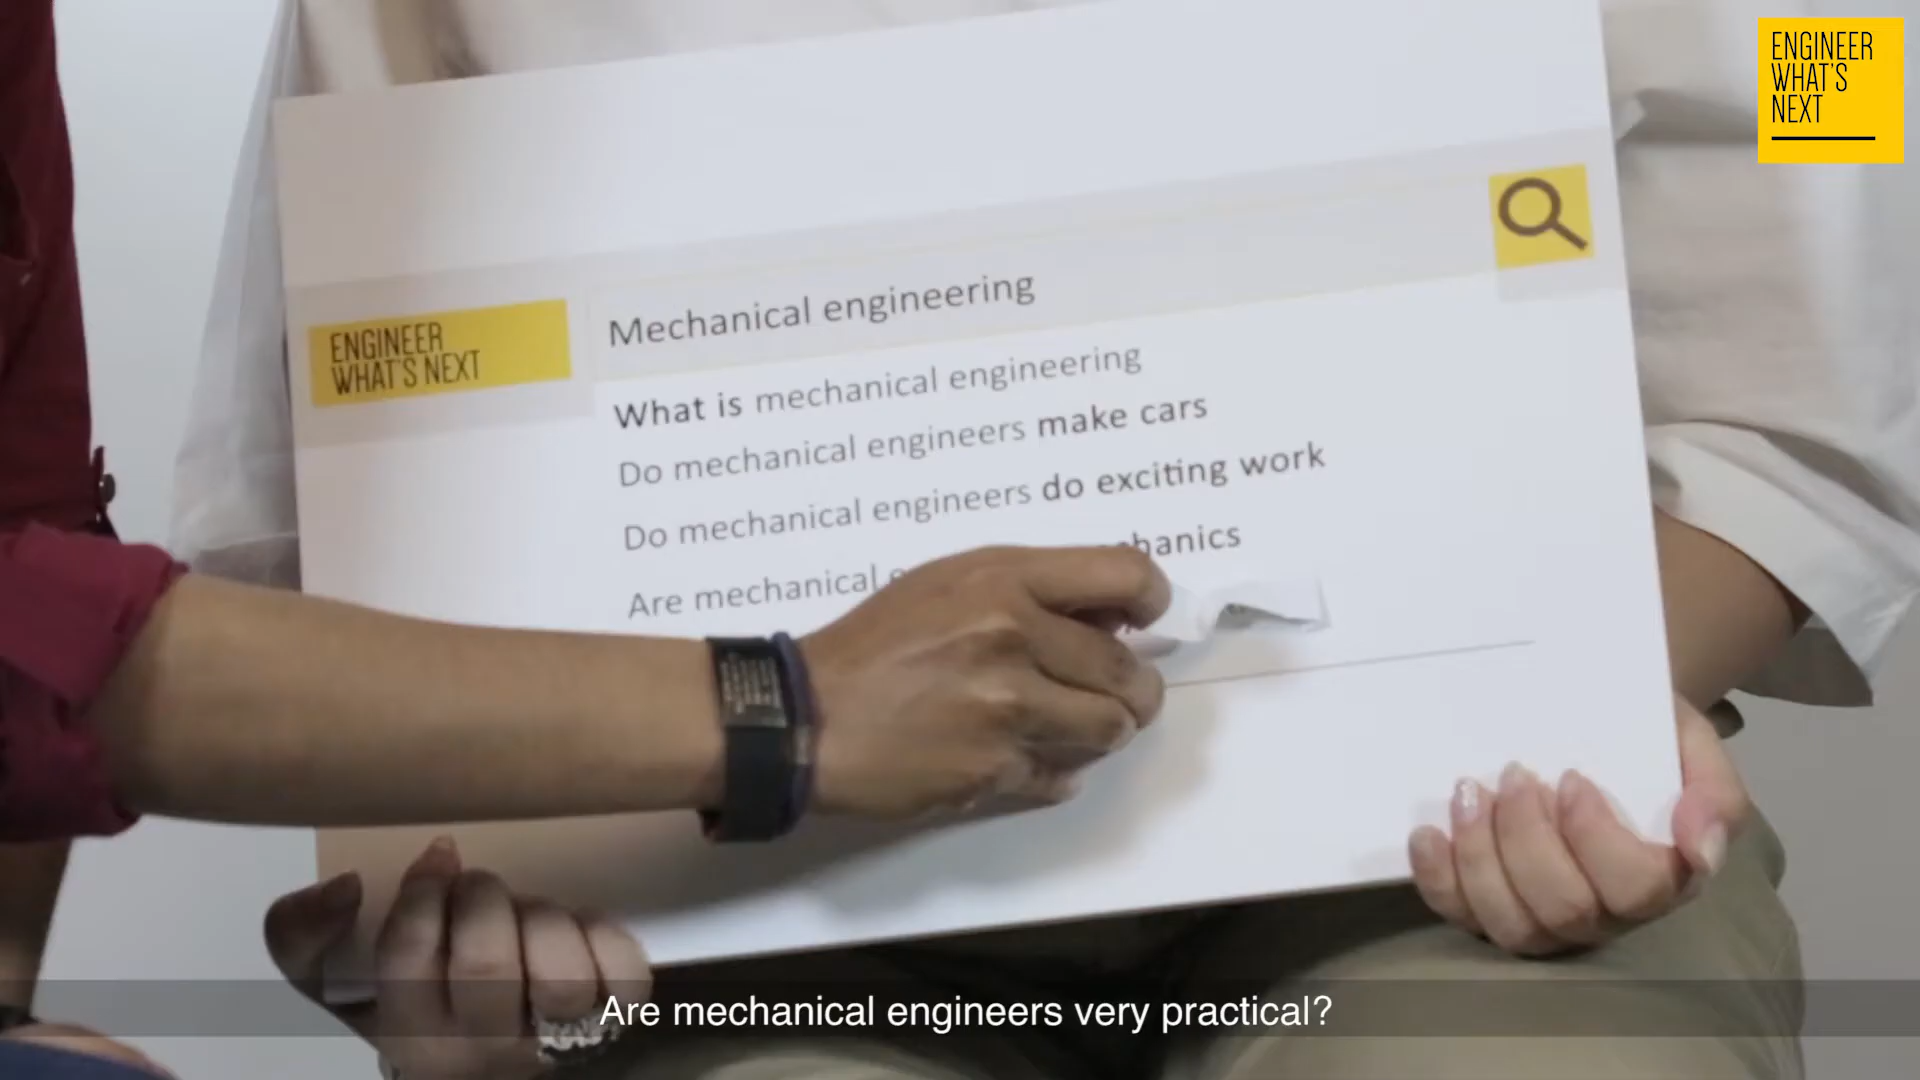 ENGINEER
WHAT'S
NEXT
ENGINEER
WHAT'S NEXT
Mechanical engineering
What is mechanical engineering
Do mechanical engineers make cars
Do mechanical engineers do exciting work
Are mechanical
Are mechanical engineers very practical?